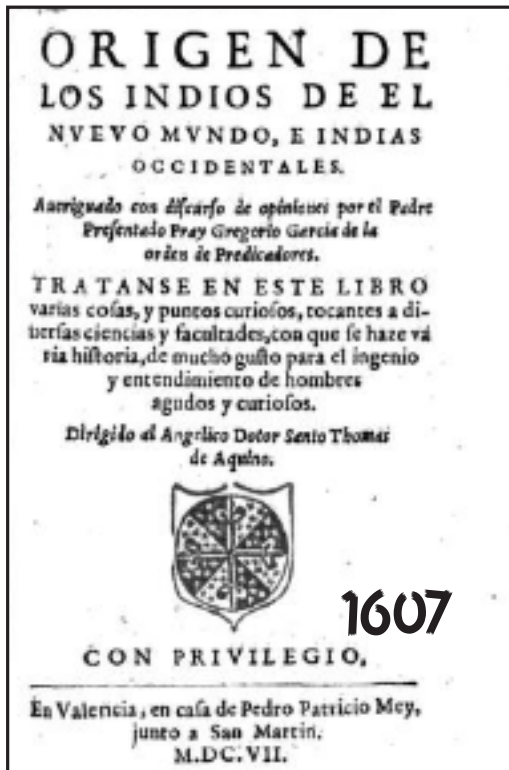 ORIGEN DE
LOS INDIOS DE EL
NVEVO MVNDO, E INDIAS
OCCIDENTALES.
Aueriguado con discurso de opiniones por el Padre
Presentado Fray Gregorio Garcia de la
orden de Predicadores.
TRATANSE EN ESTE LIBRO
varias cosas, y puntos curiosos, tocantes a di-
uersas ciencias y facultades, con que se haze va
ria historia, de mucho gusto para el ingenio
y entendimiento de hombres
agudos y curiosos.
Dirigido al Angelico Dotor Santo Thomas
de Aquino.
1607
CON PRIVILEGIO,
En Valencia, en casa de Pedro Patricio Mey,
junto a San Martin.
M.DC.VII.